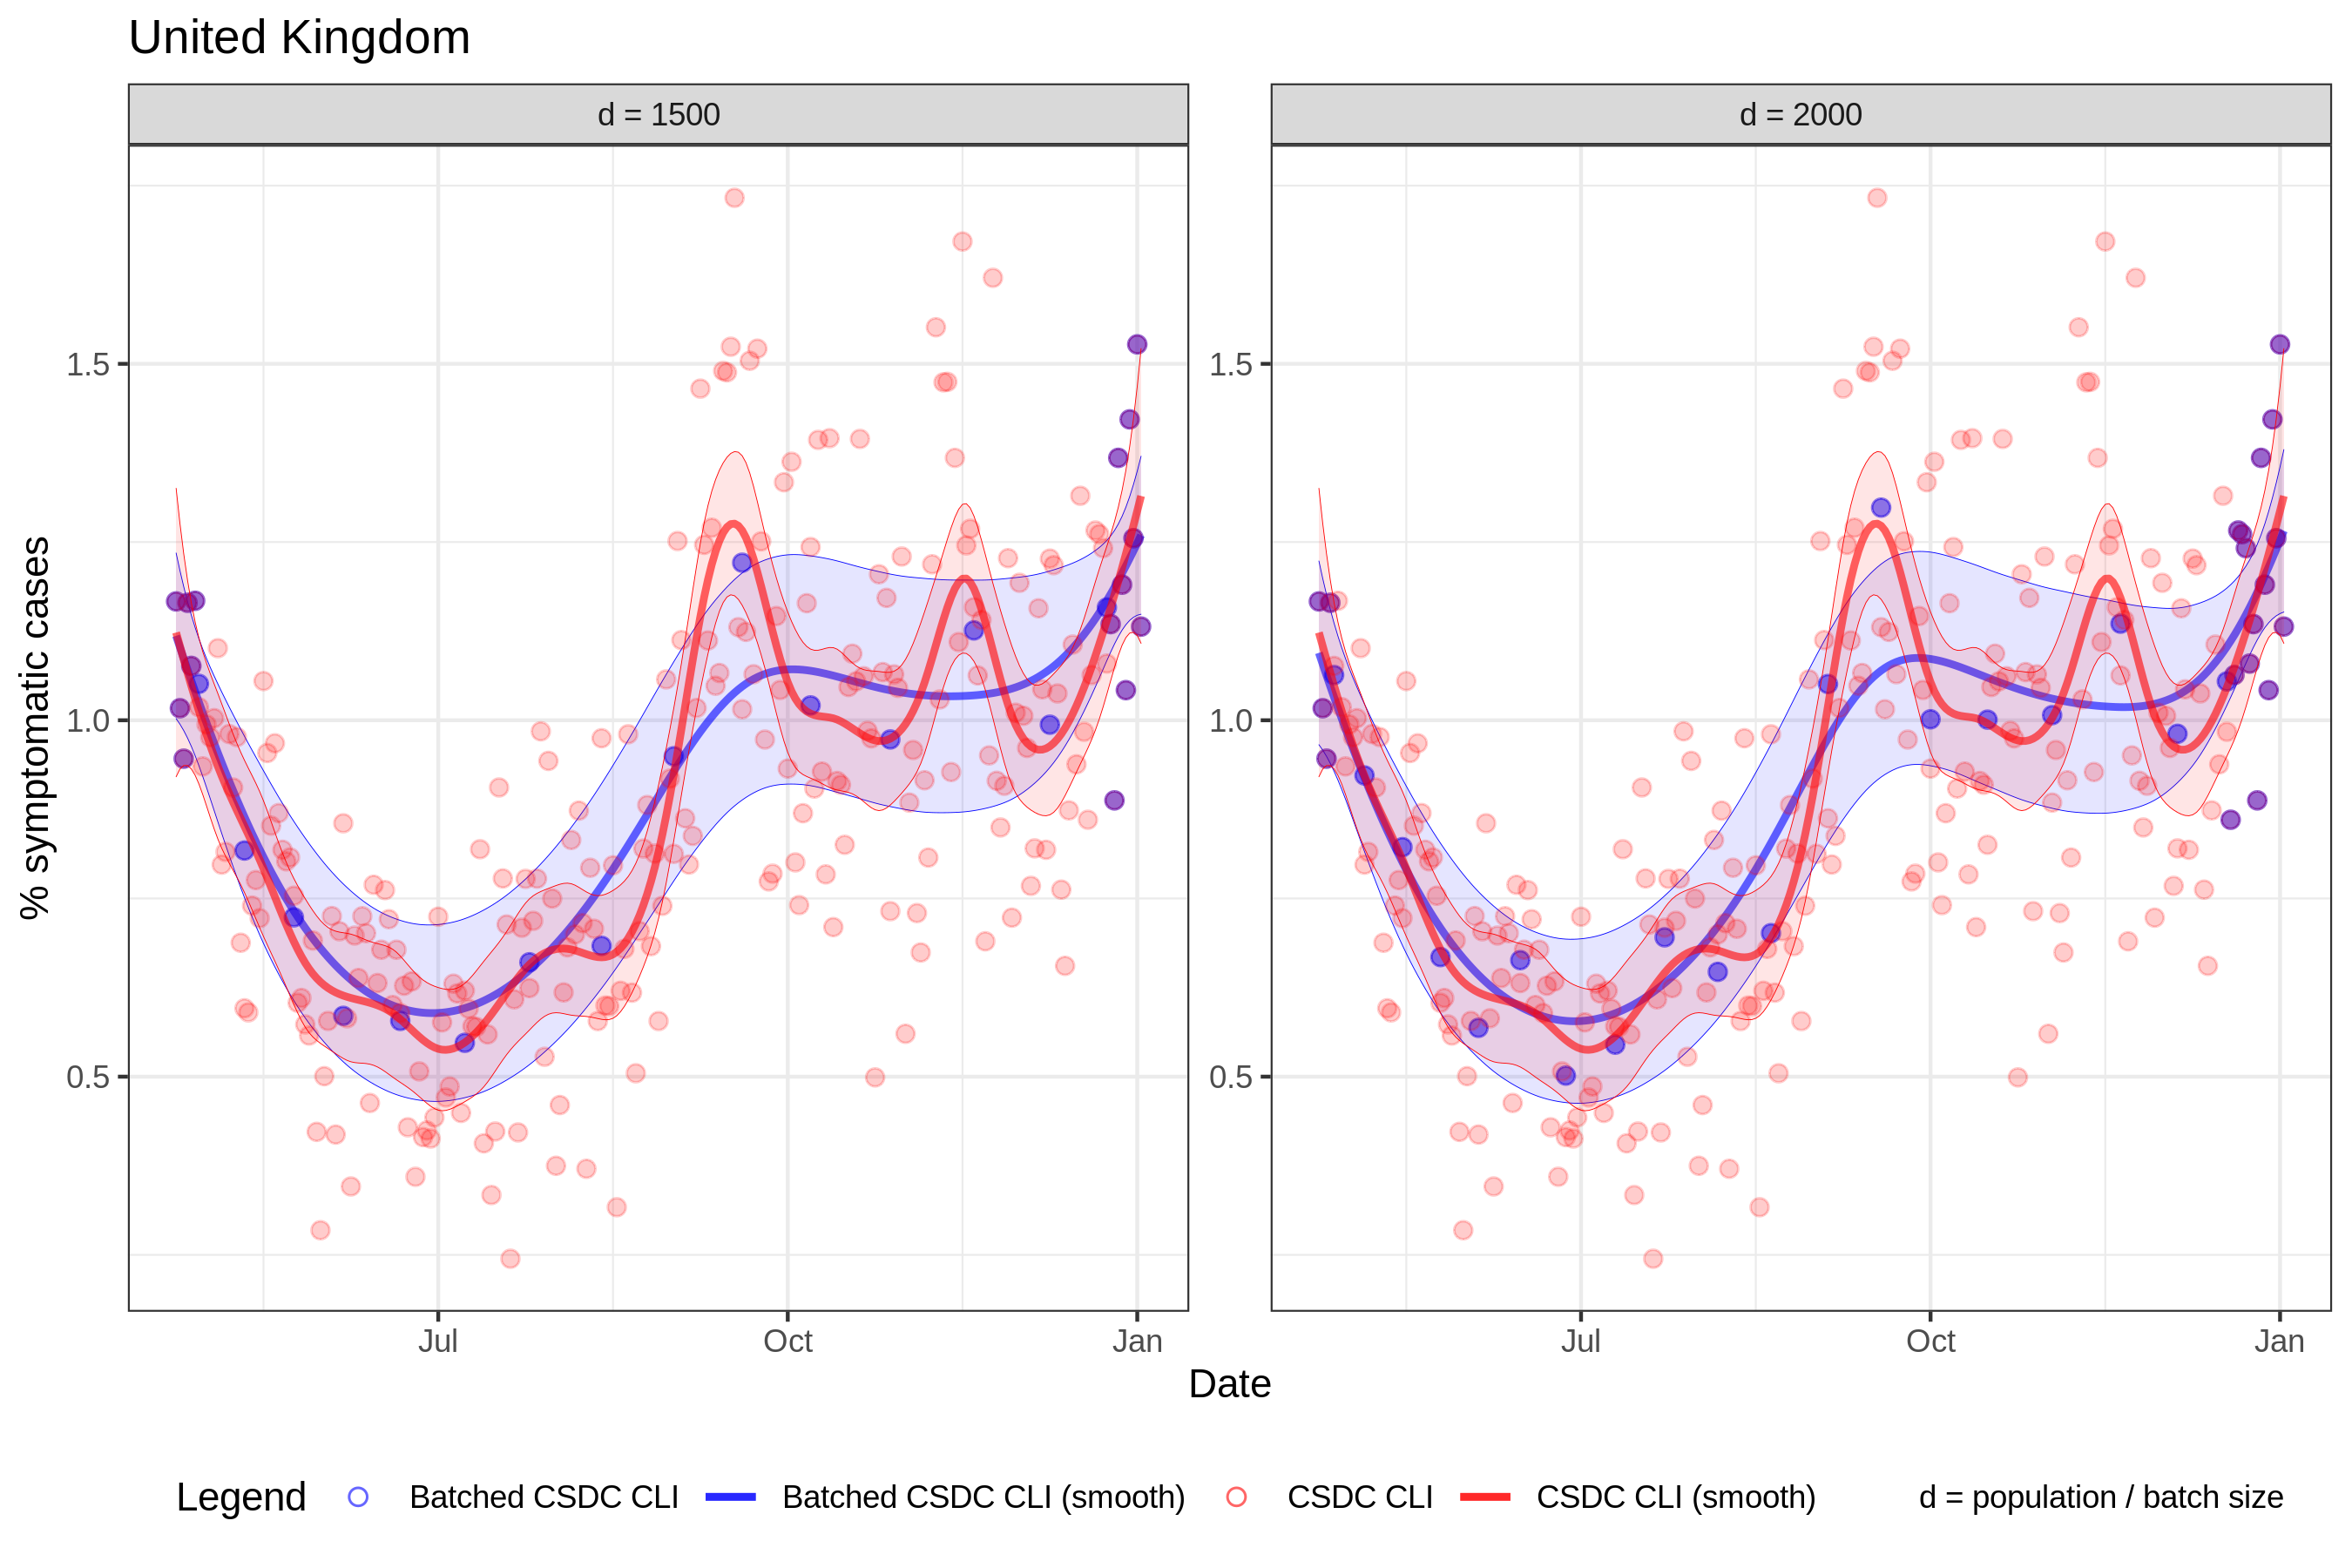 United Kingdom
d = 1500
d = 2000
% symptomatic cases
1.5
1.0
0.5
1.5
1.0
0.5
Jul Oct Jan
Jul Oct Jan
Date
Legend Batched CSDC CLI Batched CSDC CLI (smooth) CSDC CLI CSDC CLI (smooth) d = population / batch size